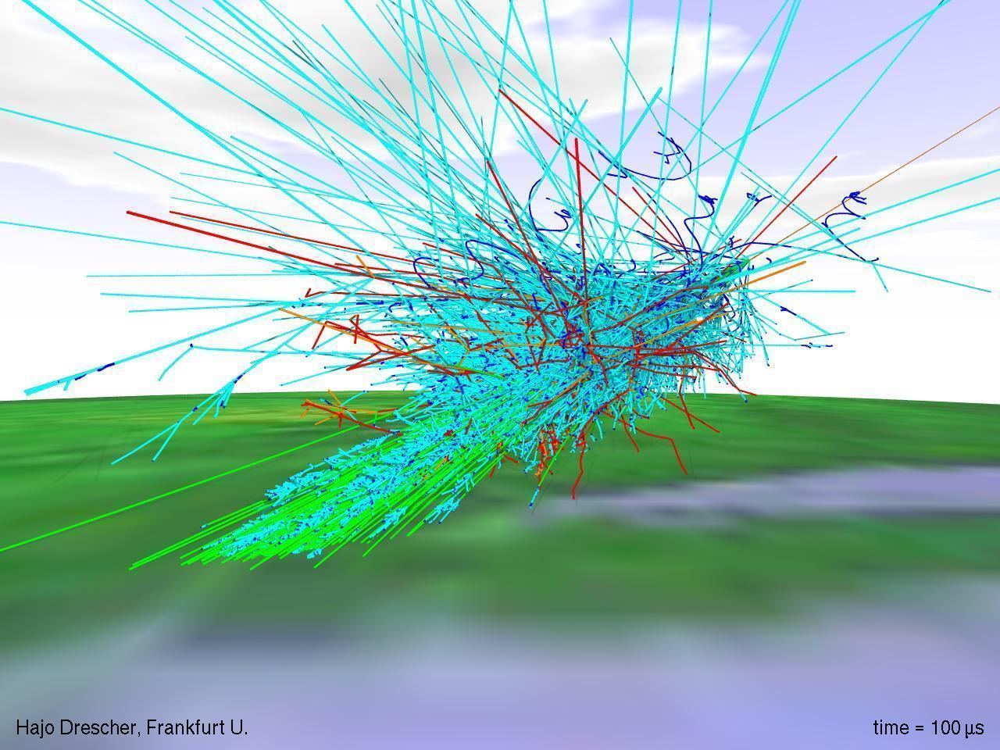 Hajo Drescher, Frankfurt U.
time = 100 µs